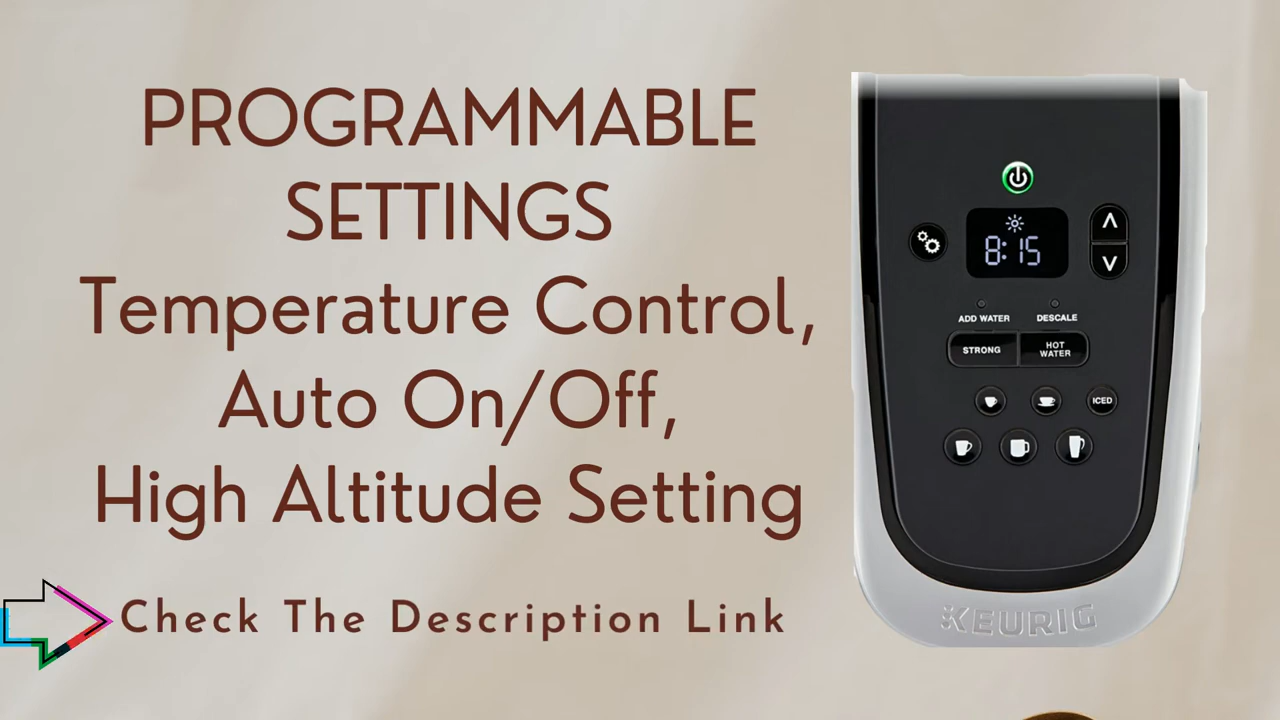 PROGRAMMABLE
SETTINGS
Temperature Control,
Auto On/Off,
High Altitude Setting
Check The Description Link
8:15
ADD WATER DESCALE
STRONG HOT WATER
ICED
KEURIG